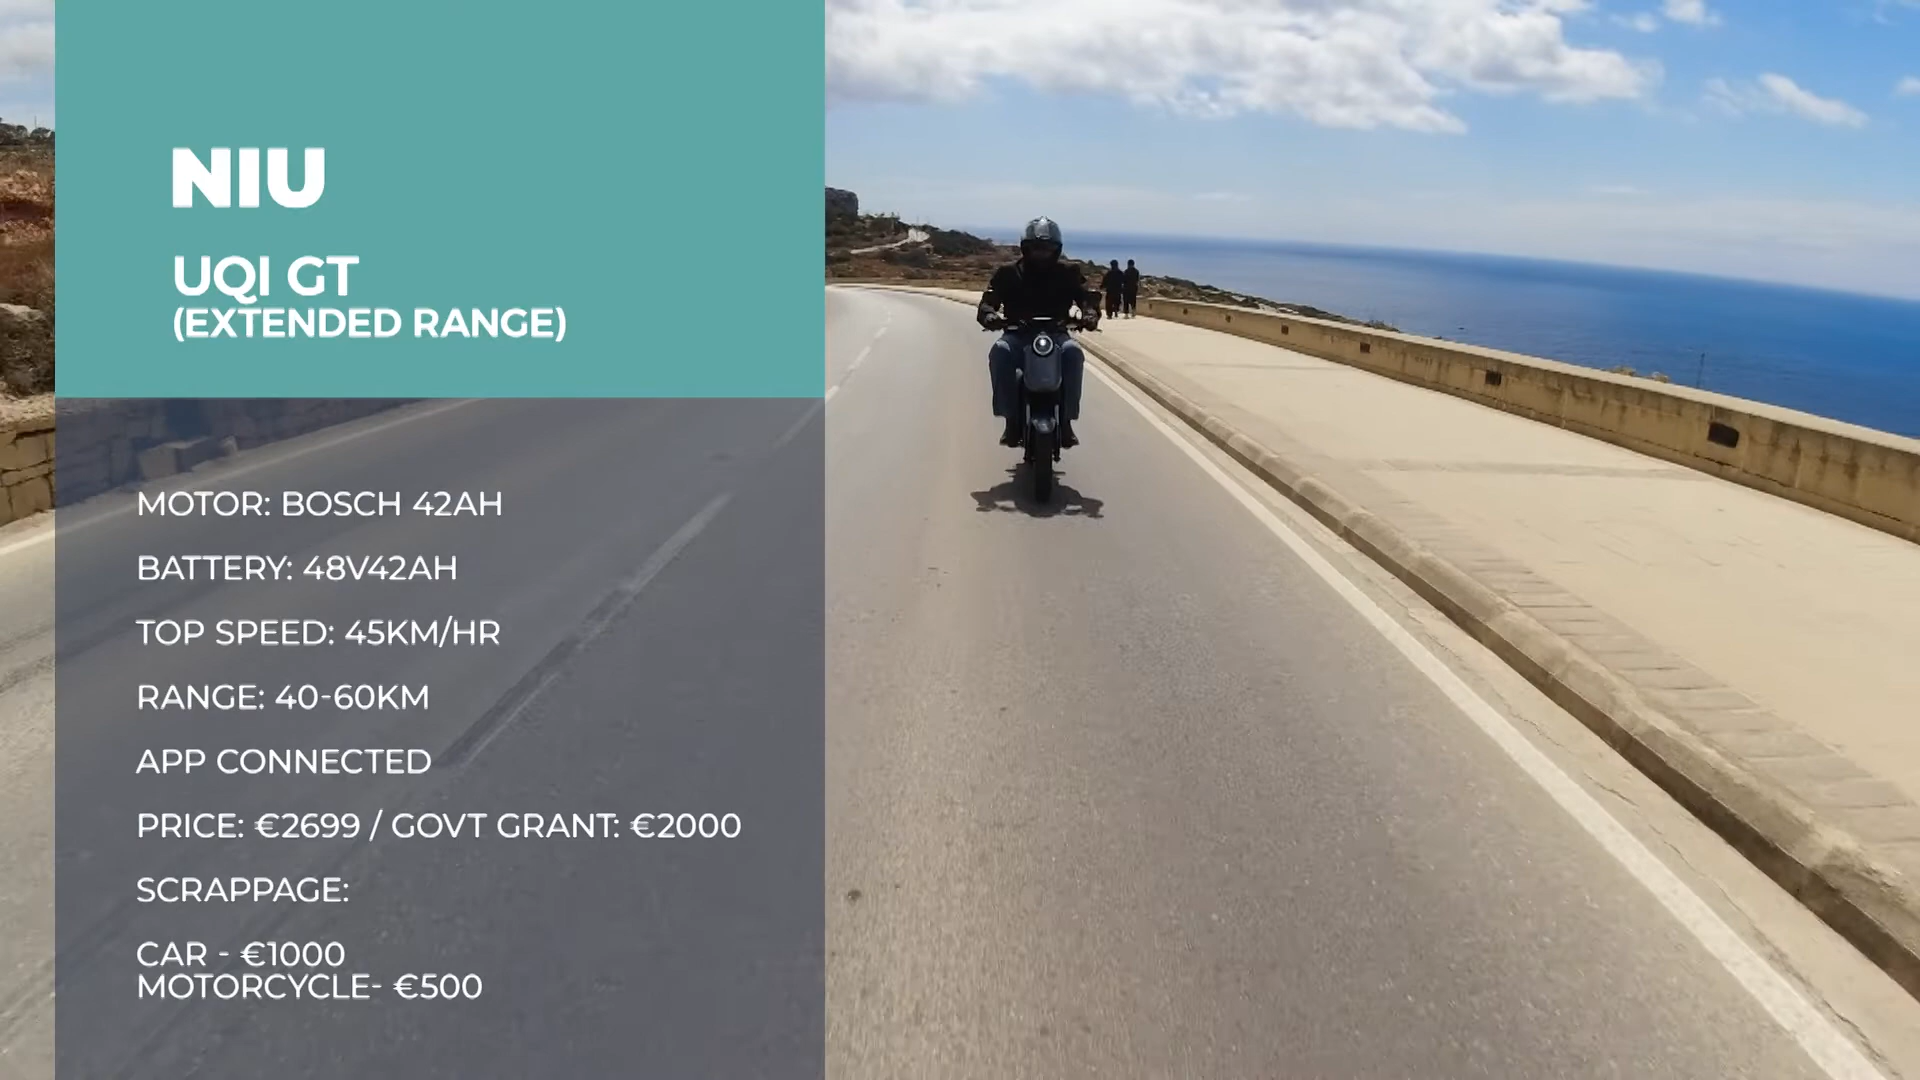 NIU
UQI GT
(EXTENDED RANGE)
MOTOR: BOSCH 42AH
BATTERY: 48V42AH
TOP SPEED: 45KM/HR
RANGE: 40-60KM
APP CONNECTED
PRICE: €2699 / GOVT GRANT: €2000
SCRAPPAGE:
CAR - €1000
MOTORCYCLE- €500